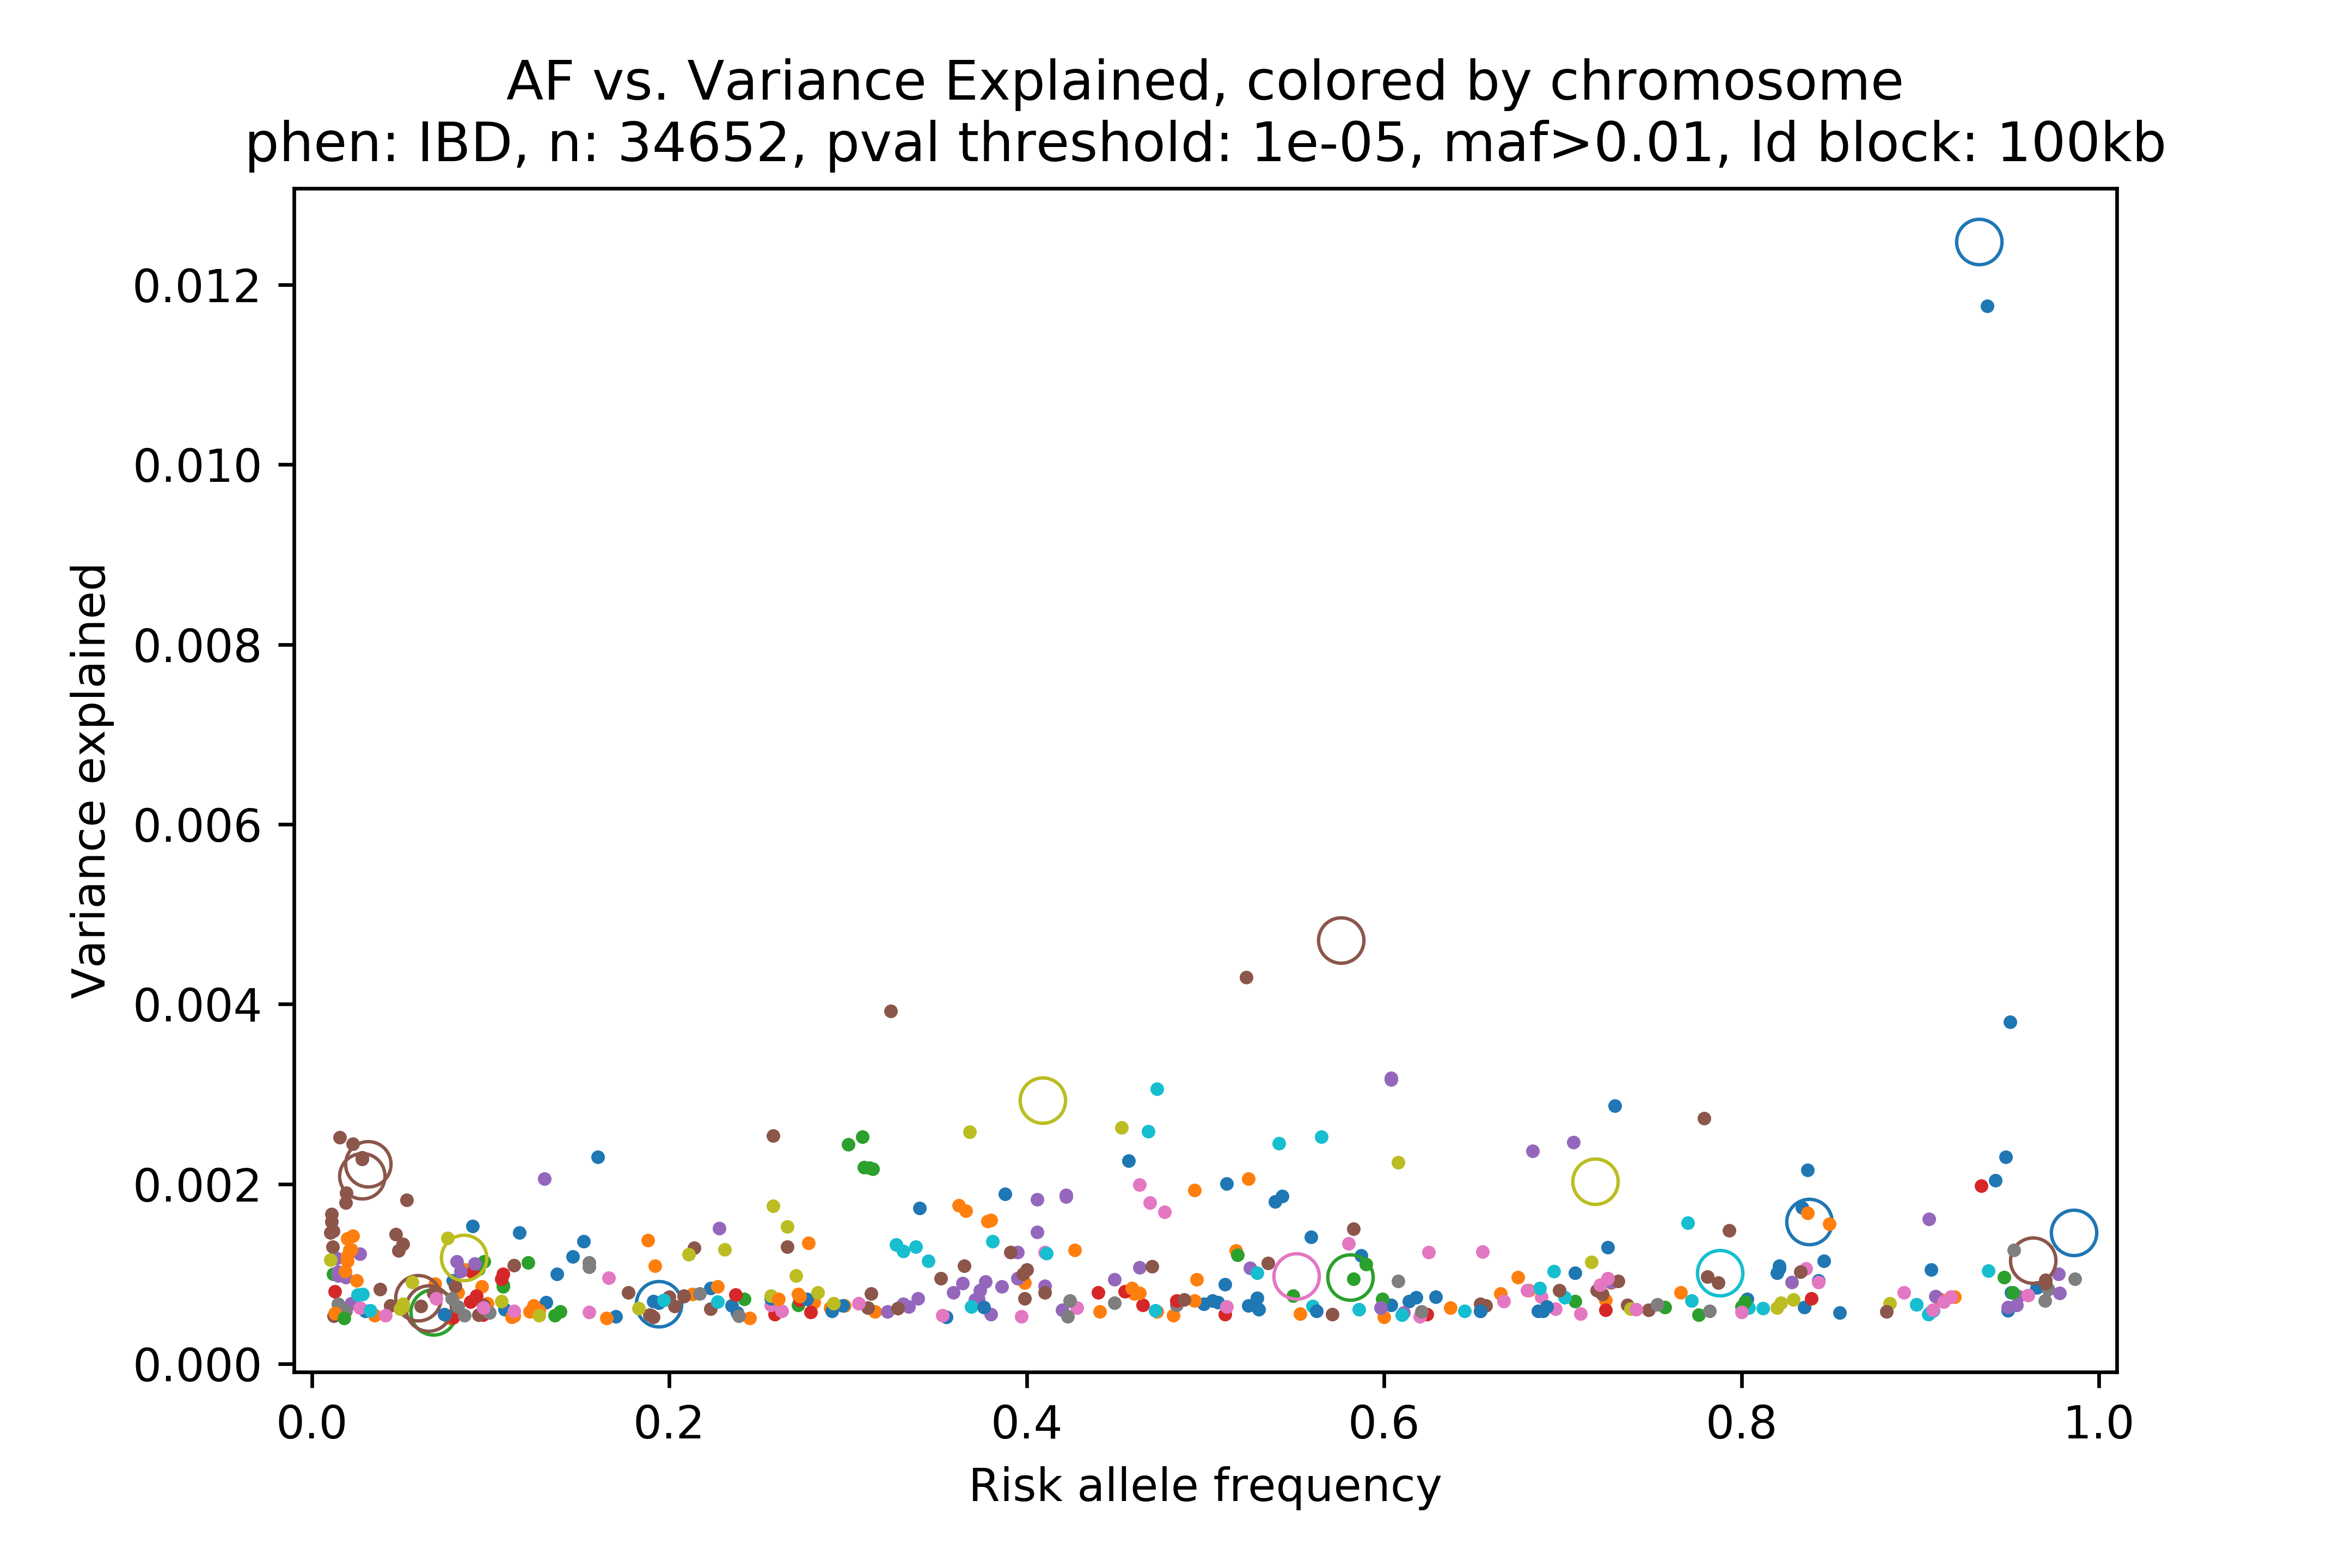 AF vs. Variance Explained, colored by chromosome
phen: IBD, n: 34652, pval threshold: 1e-05, maf>0.01, ld block: 100kb
Variance explained
0.012
0.010
0.008
0.006
0.004
0.002
0.000
0.0 0.2 0.4 0.6 0.8 1.0
Risk allele frequency